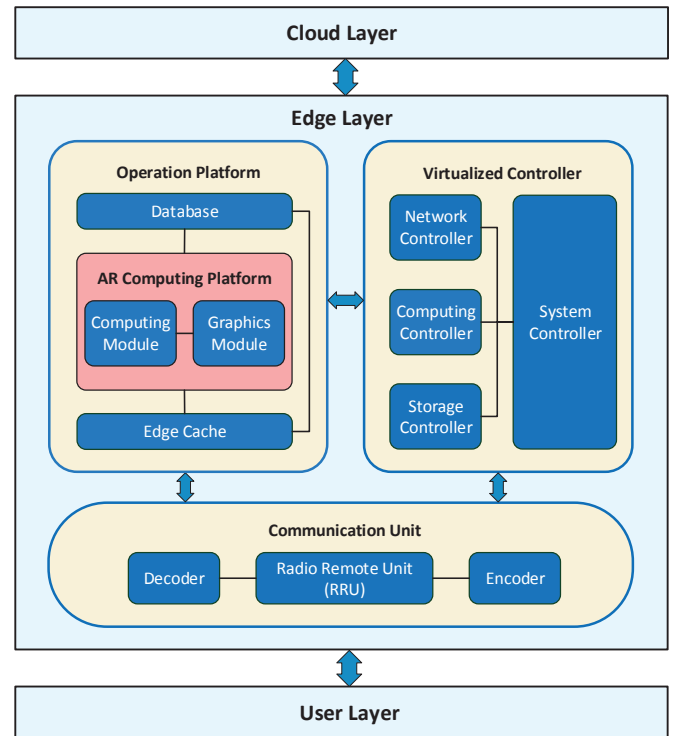 Cloud Layer
Edge Layer
Operation Platform
Database
AR Computing Platform
Computing
Module
Graphics
Module
Edge Cache
Virtualized Controller
Network
Controller
Computing
Controller
Storage
Controller
System
Controller
Communication Unit
Decoder
Radio Remote Unit
(RRU)
Encoder
User Layer